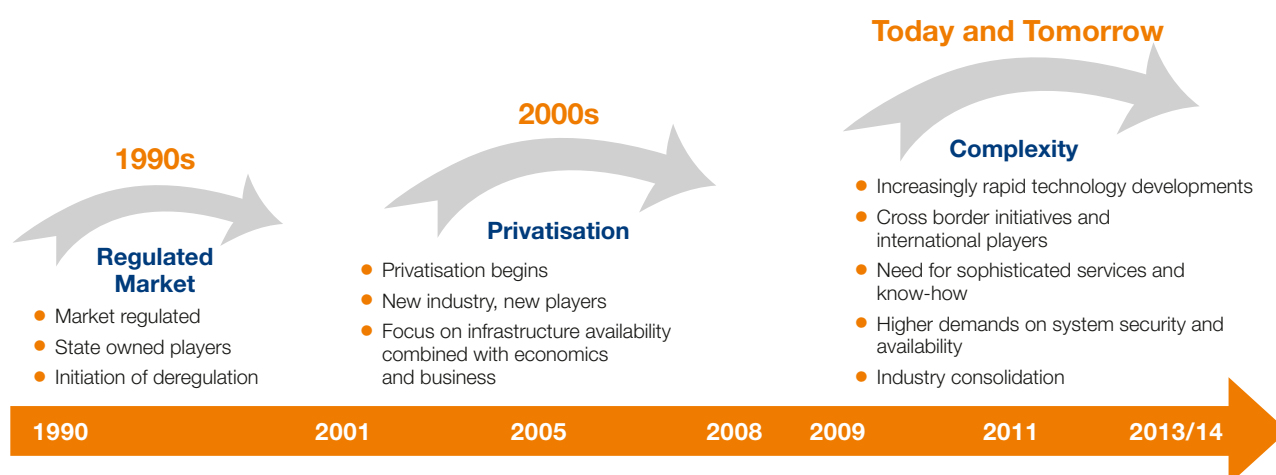 1990s
Regulated
Market
Market regulated
State owned players
Initiation of deregulation
2000s
Privatisation
Privatisation begins
New industry, new players
Focus on infrastructure availability
combined with economics
and business
Today and Tomorrow
Complexity
Increasingly rapid technology developments
Cross border initiatives and
international players
Need for sophisticated services and
know-how
Higher demands on system security and
availability
Industry consolidation
1990 2001 2005 2008 2009 2011 2013/14